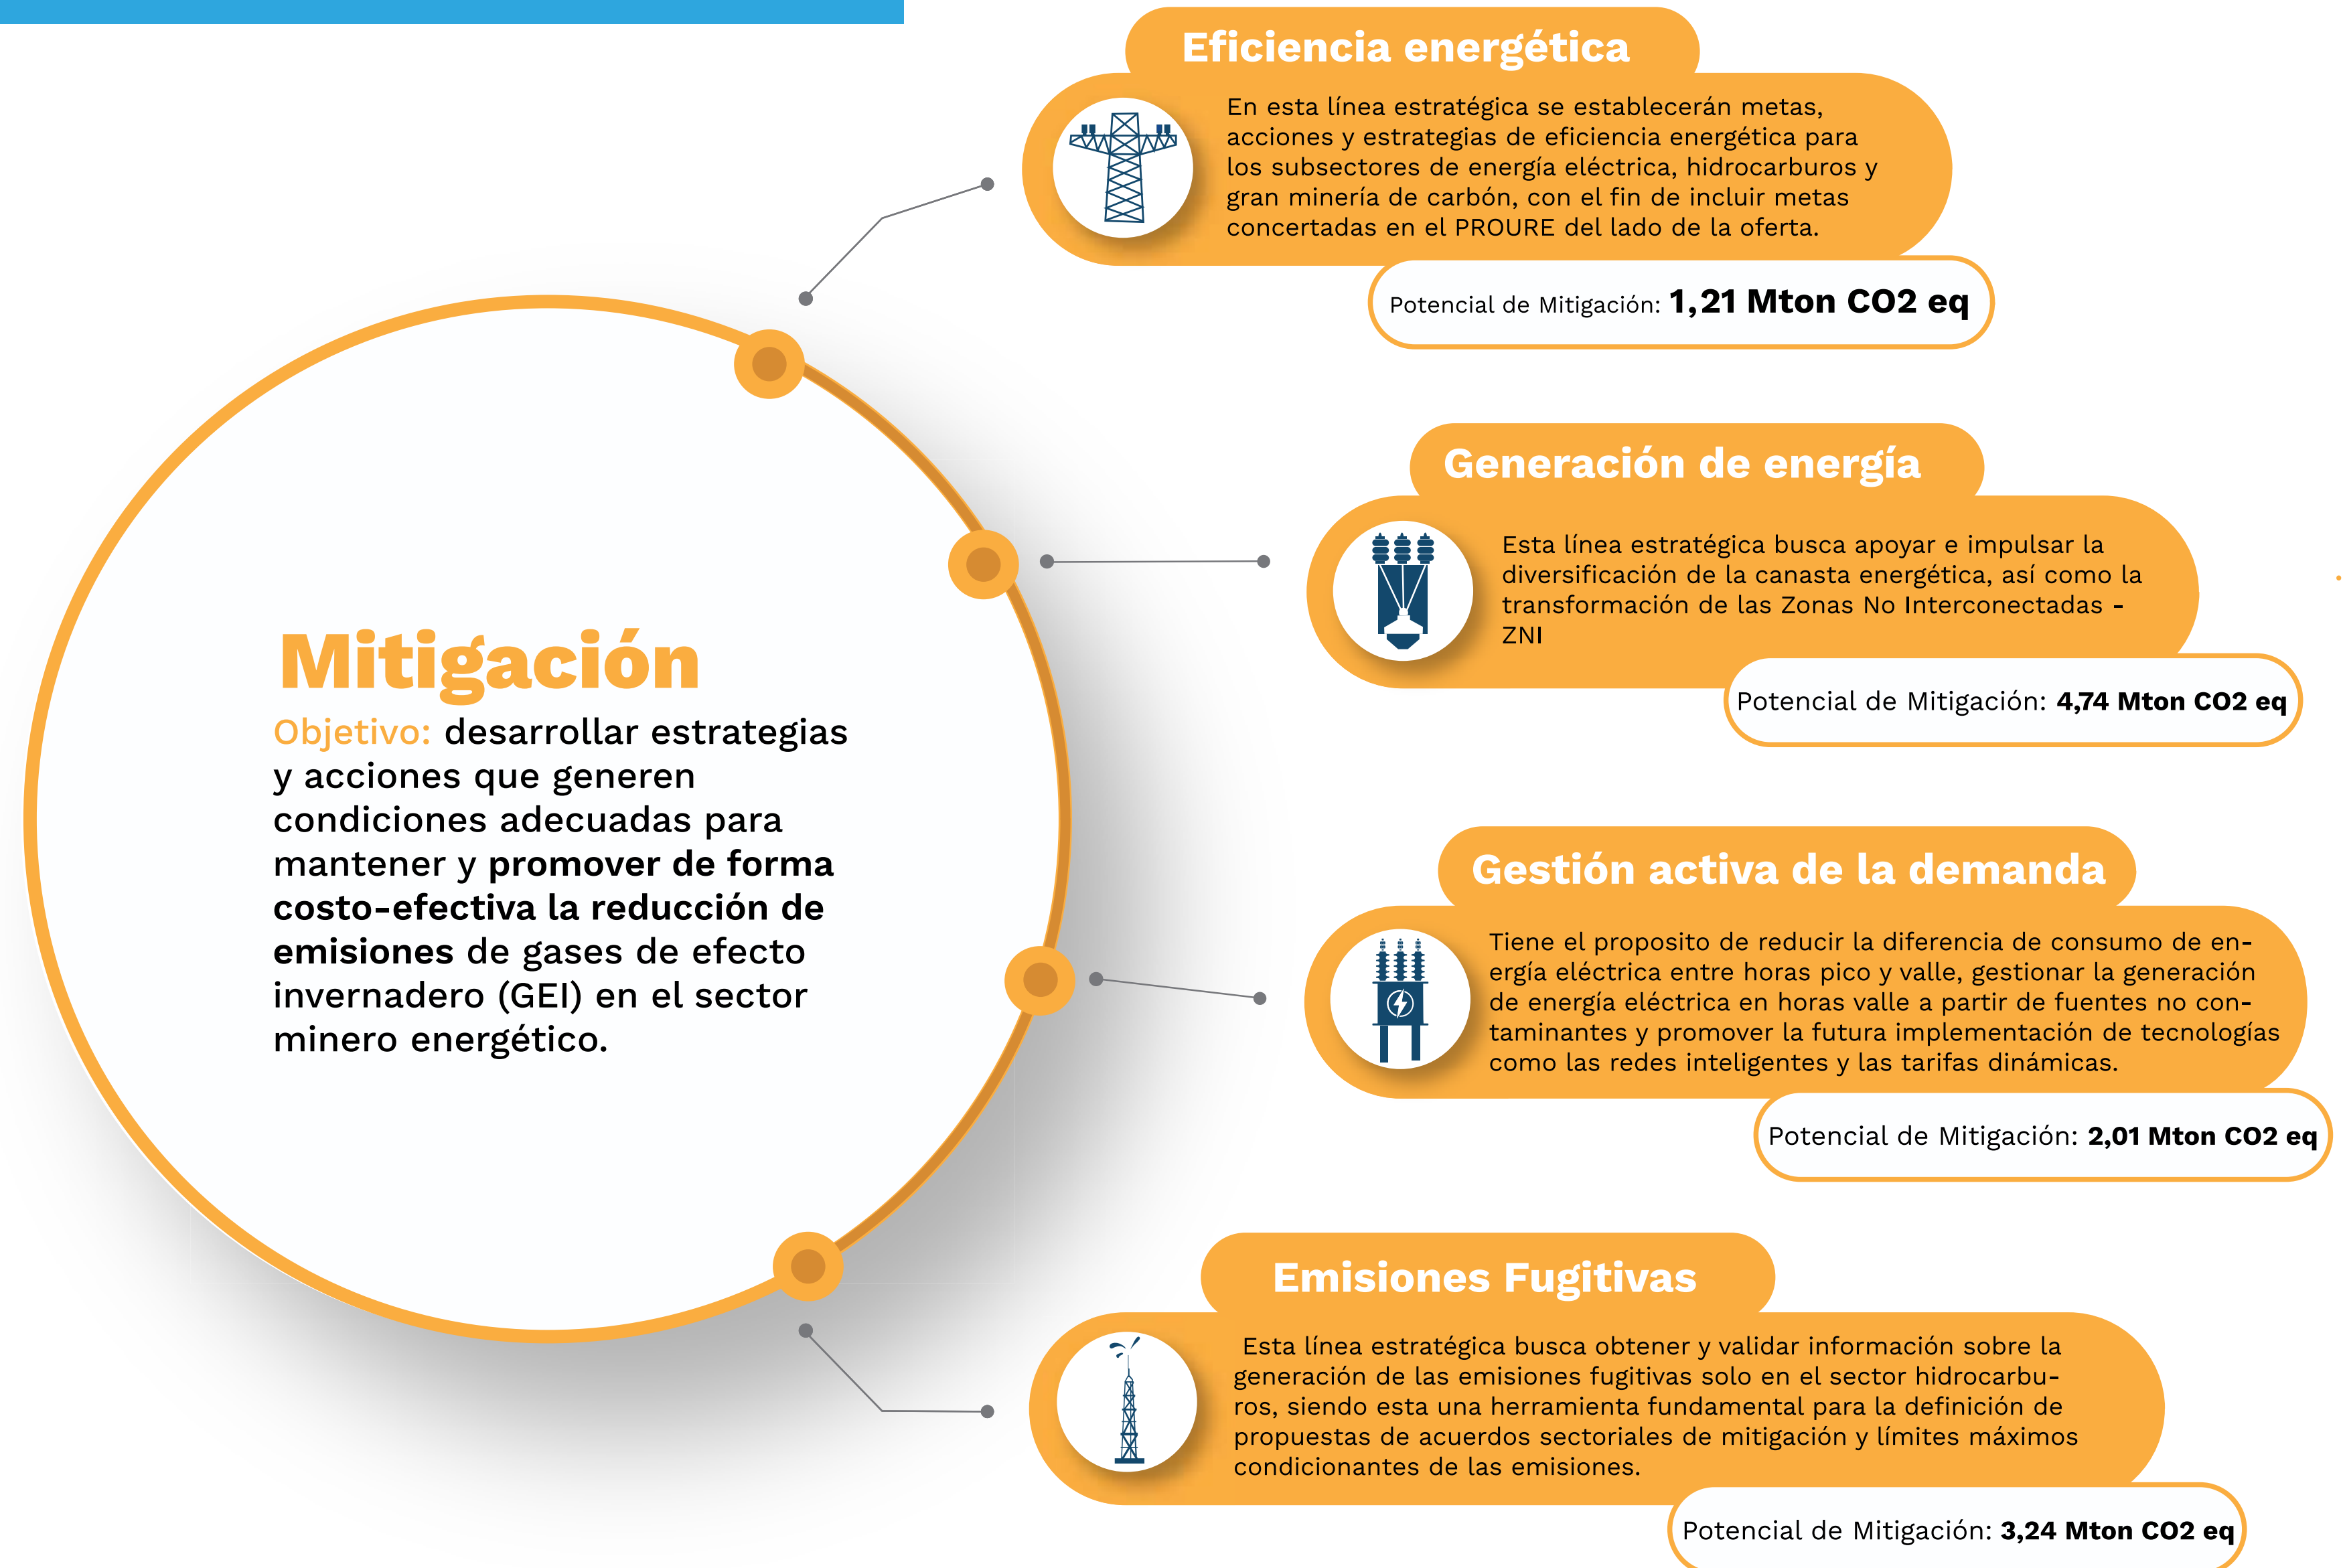 Mitigación
Objetivo: desarrollar estrategias
y acciones que generen
condiciones adecuadas para
mantener y promover de forma
costo-efectiva la reducción de
emisiones de gases de efecto
invernadero (GEI) en el sector
minero energético.
Eficiencia energética
En esta línea estratégica se establecerán metas,
acciones y estrategias de eficiencia energética para
los subsectores de energía eléctrica, hidrocarburos y
gran minería de carbón, con el fin de incluir metas
concertadas en el PROURE del lado de la oferta.
Potencial de Mitigación: 1,21 Mton CO2 eq
Generación de energía
Esta línea estratégica busca apoyar e impulsar la
diversificación de la canasta energética, así como la
transformación de las Zonas No Interconectadas -
ZNI
Potencial de Mitigación: 4,74 Mton CO2 eq
Gestión activa de la demanda
Tiene el proposito de reducir la diferencia de consumo de en-
ergía eléctrica entre horas pico y valle, gestionar la generación
de energía eléctrica en horas valle a partir de fuentes no con-
taminantes y promover la futura implementación de tecnologías
como las redes inteligentes y las tarifas dinámicas.
Potencial de Mitigación: 2,01 Mton CO2 eq
Emisiones Fugitivas
Esta línea estratégica busca obtener y validar información sobre la
generación de las emisiones fugitivas solo en el sector hidrocarbu-
ros, siendo esta una herramienta fundamental para la definición de
propuestas de acuerdos sectoriales de mitigación y límites máximos
condicionantes de las emisiones.
Potencial de Mitigación: 3,24 Mton CO2 eq